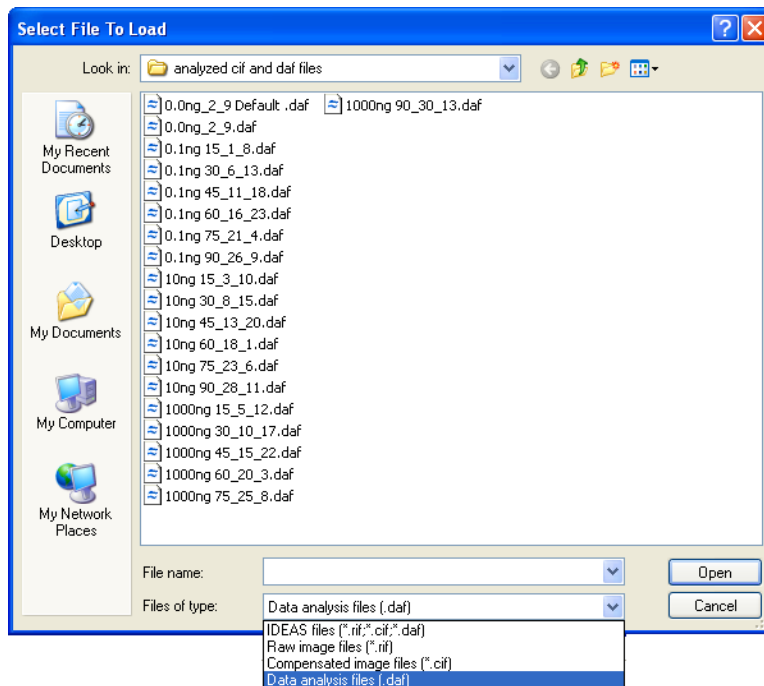 Select File To Load
Look in: analyzed cif and daf files
My Recent
Documents
Desktop
My Documents
My Computer
My Network
Places
0.0ng_2_9 Default .daf
0.0ng_2_9.daf
0.1ng 15_1_8.daf
0.1ng 30_6_13.daf
0.1ng 45_11_18.daf
0.1ng 60_16_23.daf
0.1ng 75_21_4.daf
0.1ng 90_26_9.daf
10ng 15_3_10.daf
10ng 30_8_15.daf
10ng 45_13_20.daf
10ng 60_18_1.daf
10ng 75_23_6.daf
10ng 90_28_11.daf
1000ng 15_5_12.daf
1000ng 30_10_17.daf
1000ng 45_15_22.daf
1000ng 60_20_3.daf
1000ng 75_25_8.daf
1000ng 90_30_13.daf
File name:
Open
Files of type: Data analysis files (.daf)
Cancel
IDEAS files (*.rif;*.cif;*.daf)
Raw image files (*.rif)
Compensated image files (*.cif)
Data analysis files (.daf)